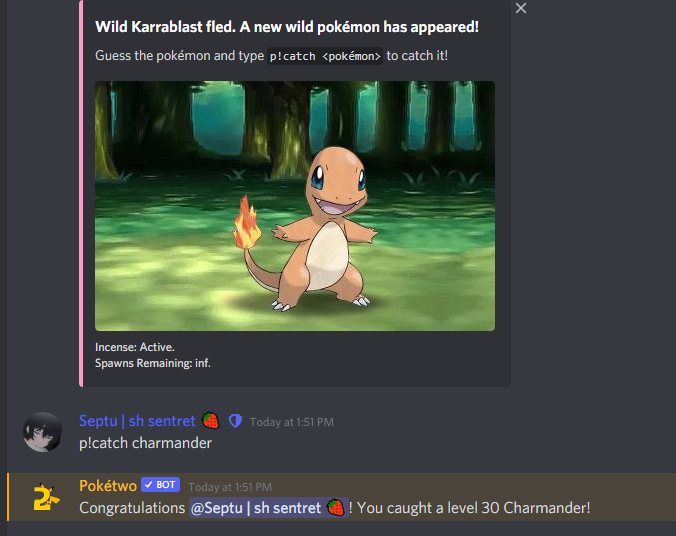 Wild Karrablast fled. A new wild pokémon has appeared!
Guess the pokémon and type p!catch <pokémon> to catch it!
Incense: Active.
Spawns Remaining: inf.
Septu | sh sentret 🍓 Today at 1:51 PM
p!catch charmander
Pokétwo ✓ BOT Today at 1:51 PM
Congratulations @Septu | sh sentret 🍓! You caught a level 30 Charmander!